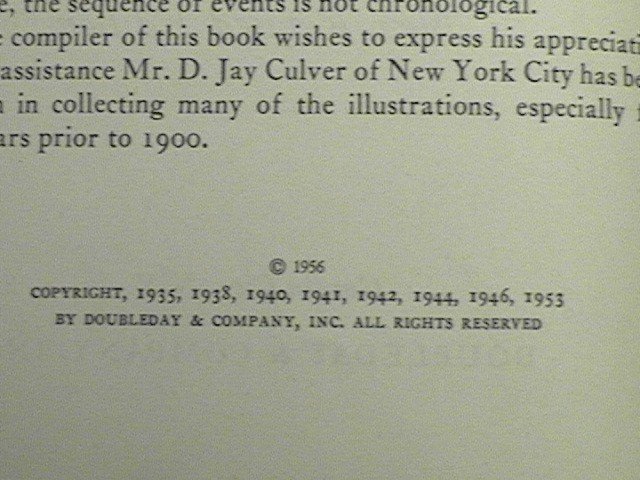 the sequence of events is not chronological.
compiler of this book wishes to express his
assistance Mr. D. Jay Culver of New York City has
in collecting many of the illustrations, especially
prior to 1900.
© 1956
COPYRIGHT, 1935, 1938, 1940, 1941, 1942, 1944, 1946, 1953
BY DOUBLEDAY & COMPANY, INC. ALL RIGHTS RESERVED